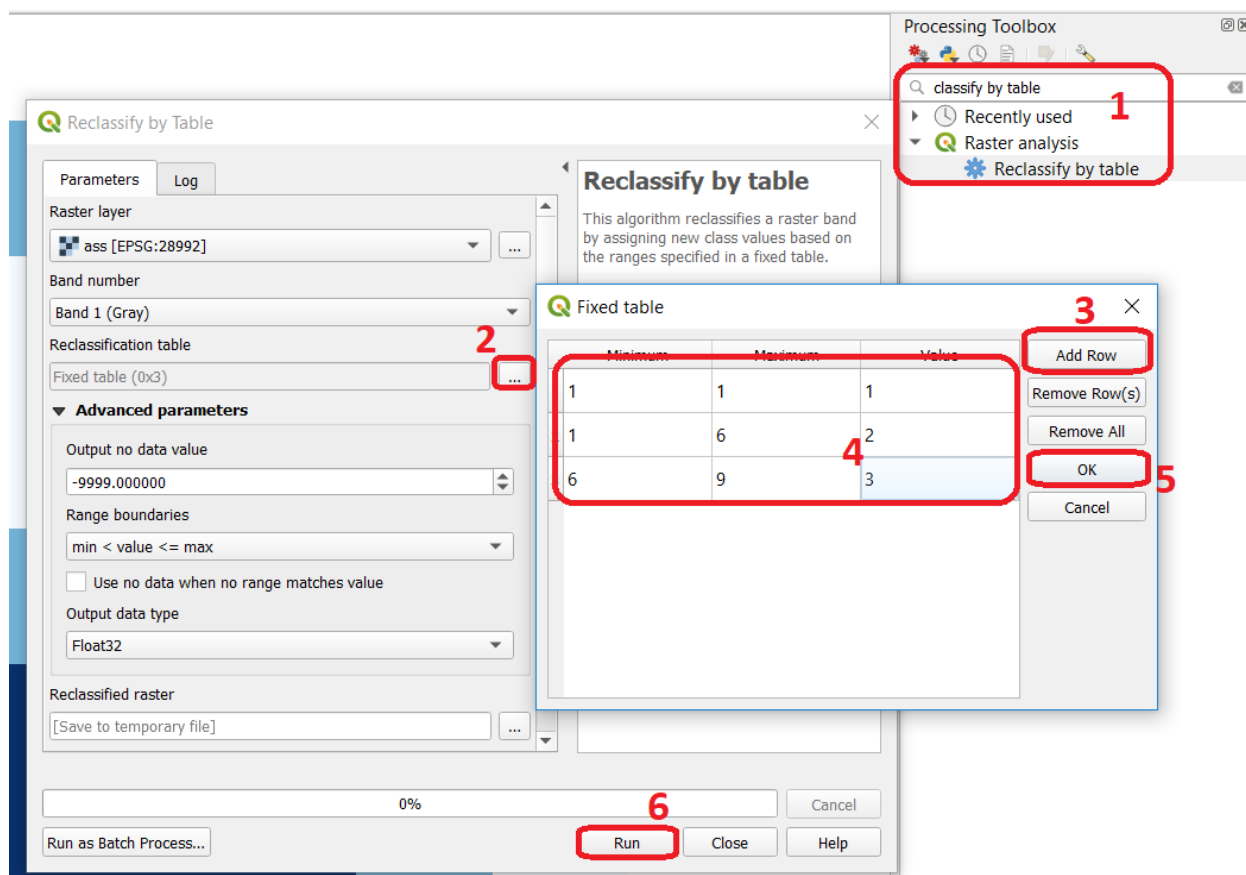 Processing Toolbox
classify by table
1
Recently used
Raster analysis
Reclassify by table
Reclassify by Table
Parameters
Log
Raster layer
ass [EPSG:28992]
...
Band number
Band 1 (Gray)
Reclassification table
2
Fixed table (0x3)
...
Advanced parameters
Output no data value
-9999.000000
Range boundaries
min < value <= max
Use no data when no range matches value
Output data type
Float32
Reclassified raster
[Save to temporary file]
...
Reclassify by table
This algorithm reclassifies a raster band
by assigning new class values based on
the ranges specified in a fixed table.
Fixed table
3
Minimum Maximum Value
1 1 1
1 6 2
4
6 9 3
Add Row
Remove Row(s)
Remove All
OK
5
Cancel
0%
6
Cancel
Run as Batch Process...
Run
Close
Help